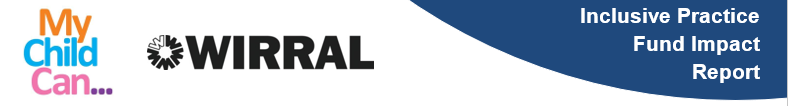 My
Child
Can...
WIRRAL
Inclusive Practice
Fund Impact
Report